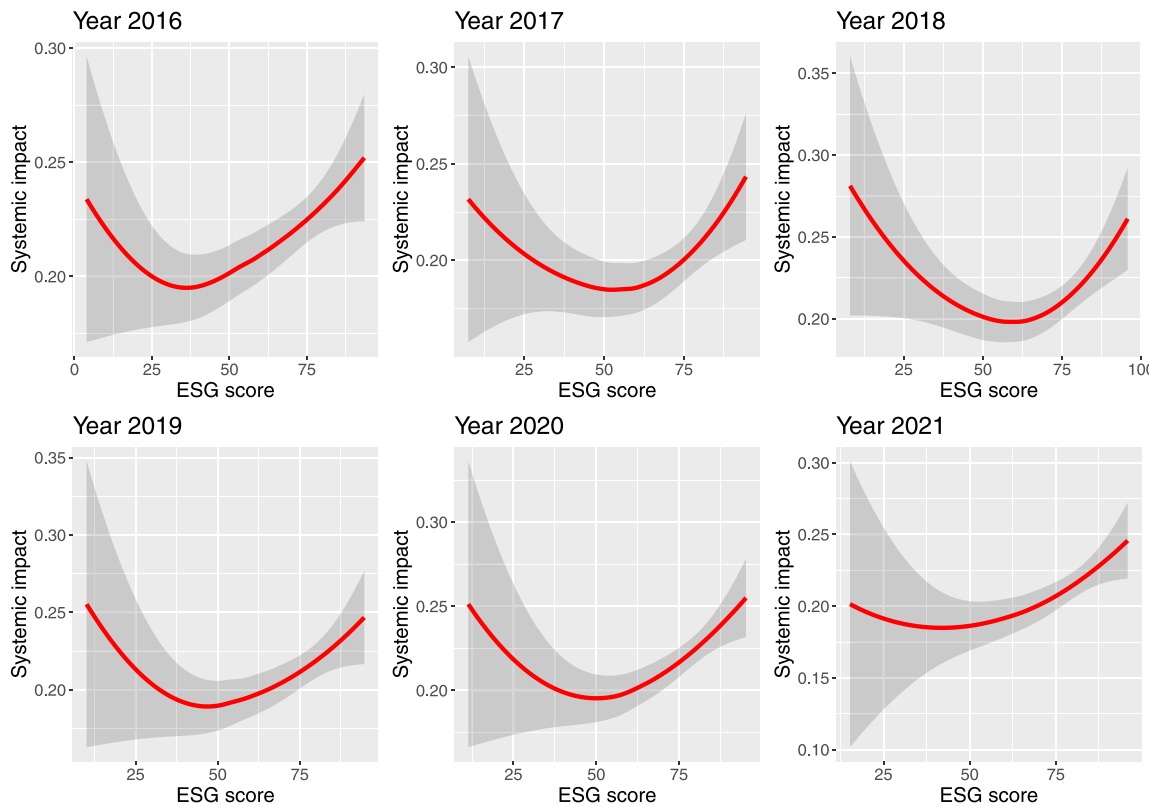 Year 2016
Year 2017
Year 2018
0.30
0.25
0.20
Systemic impact
0
25
50
75
ESG score
0.30
0.25
0.20
Systemic impact
25
50
75
ESG score
0.35
0.30
0.25
0.20
Systemic impact
25
50
75
100
ESG score
Year 2019
Year 2020
Year 2021
0.35
0.30
0.25
0.20
Systemic impact
25
50
75
ESG score
0.30
0.25
0.20
Systemic impact
25
50
75
ESG score
0.30
0.25
0.20
0.15
0.10
Systemic impact
25
50
75
ESG score